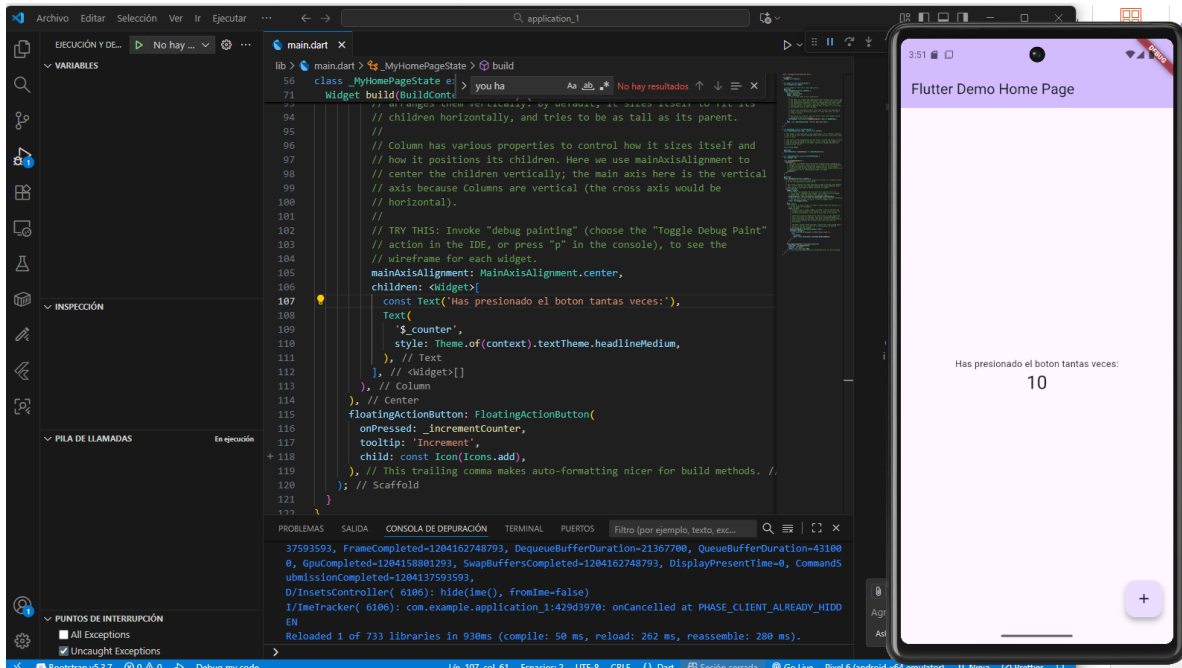 Archivo Editar Selección Ver Ir Ejecutar ···
application_1
EJECUCIÓN Y DE... No hay ...
VARIABLES
INSPECCIÓN
PILA DE LLAMADAS En ejecución
PUNTOS DE INTERRUPCIÓN
All Exceptions
Uncaught Exceptions
main.dart
lib > main.dart > _MyHomePageState > build
you ha Aa ab No hay resultados
56 class _MyHomePageState e
71 Widget build(BuildConte
93 // arranges them vertically. By default, it sizes itself to fit its
94 // children horizontally, and tries to be as tall as its parent.
95 //
96 // Column has various properties to control how it sizes itself and
97 // how it positions its children. Here we use mainAxisAlignment to
98 // center the children vertically; the main axis here is the vertical
99 // axis because Columns are vertical (the cross axis would be
100 // horizontal).
101 //
102 // TRY THIS: Invoke "debug painting" (choose the "Toggle Debug Paint"
103 // action in the IDE, or press "p" in the console), to see the
104 // wireframe for each widget.
105 mainAxisAlignment: MainAxisAlignment.center,
106 children: <Widget>[
107 const Text('Has presionado el boton tantas veces:'),
108 Text(
109 '$_counter',
110 style: Theme.of(context).textTheme.headlineMedium,
111 ), // Text
112 ], // <Widget>[]
113 ), // Column
114 ), // Center
115 floatingActionButton: FloatingActionButton(
116 onPressed: _incrementCounter,
117 tooltip: 'Increment',
118 child: const Icon(Icons.add),
119 ), // This trailing comma makes auto-formatting nicer for build methods. /
120 ); // Scaffold
121 }
122 }
PROBLEMAS SALIDA CONSOLA DE DEPURACIÓN TERMINAL PUERTOS Filtro (por ejemplo, texto, exc...
37593593, FrameCompleted=1204162748793, DequeueBufferDuration=21367700, QueueBufferDuration=43100
0, GpuCompleted=1204158801293, SwapBuffersCompleted=1204162748793, DisplayPresentTime=0, CommandS
ubmissionCompleted=1204137593593,
D/InsetsController( 6106): hide(ime(), fromIme=false)
I/ImeTracker( 6106): com.example.application_1:429d3970: onCancelled at PHASE_CLIENT_ALREADY_HIDD
EN
Reloaded 1 of 733 libraries in 930ms (compile: 50 ms, reload: 262 ms, reassemble: 280 ms).
3:51
DEBUG
Flutter Demo Home Page
Has presionado el boton tantas veces:
10
+